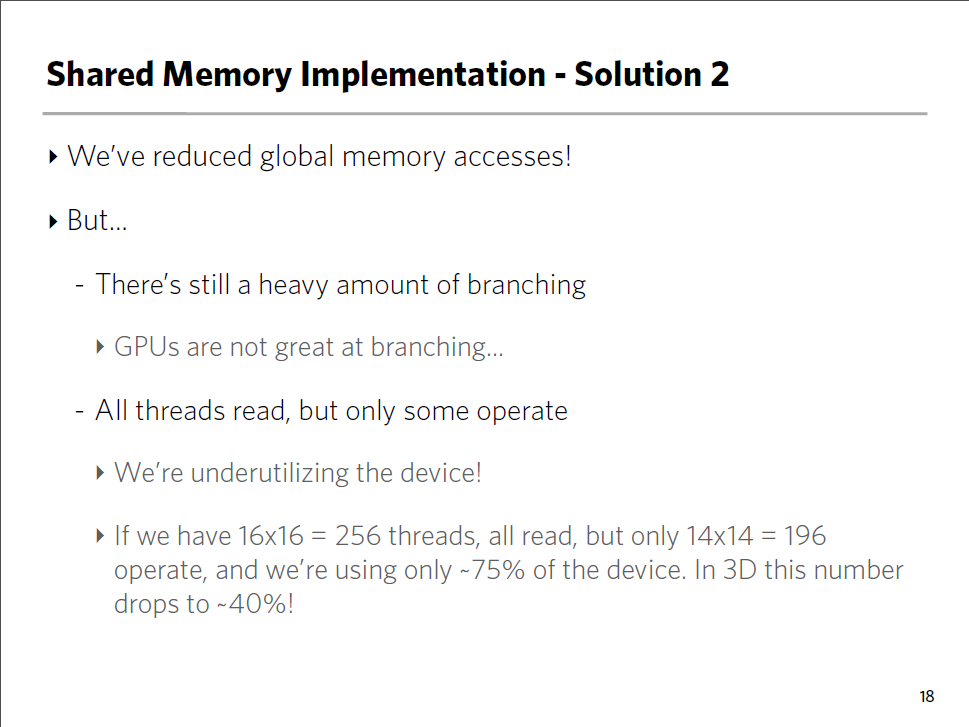 Shared Memory Implementation - Solution 2
‣ We’ve reduced global memory accesses!
‣ But...
- There’s still a heavy amount of branching
‣ GPUs are not great at branching...
- All threads read, but only some operate
‣ We’re underutilizing the device!
‣ If we have 16x16 = 256 threads, all read, but only 14x14 = 196
operate, and we’re using only ~75% of the device. In 3D this number
drops to ~40%!
18